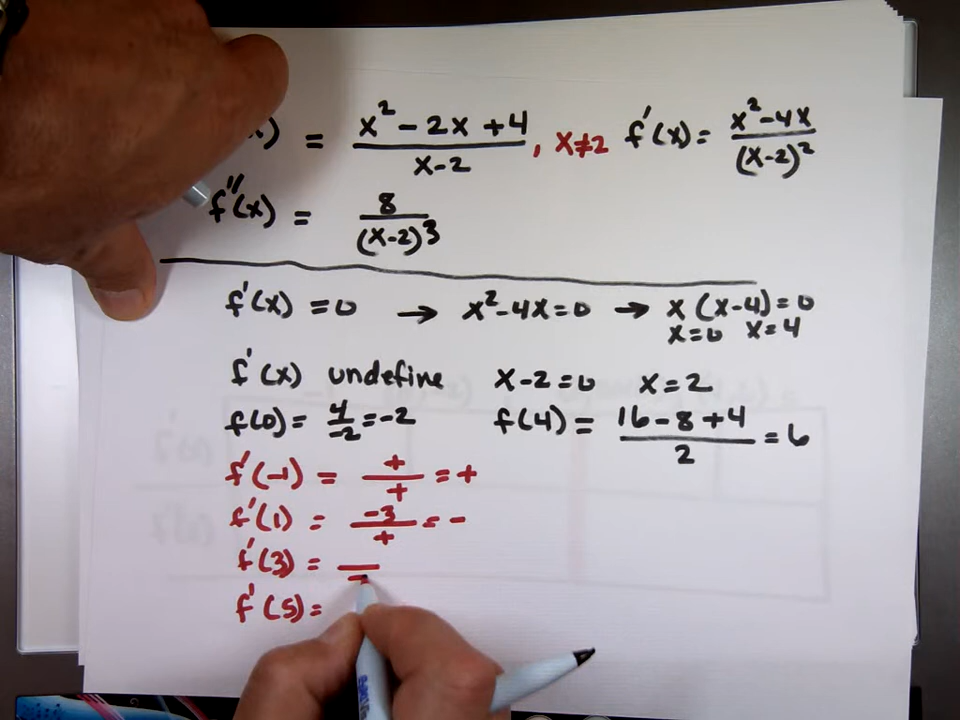 x) = x² - 2x + 4 / x-2 , x≠2 f'(x) = x² - 4x / (x-2)²
f''(x) = 8 / (x-2)3
f'(x) = 0 → x² - 4x = 0 → x (x-4) = 0
x=0 x=4
f'(x) undefine x-2=0 x=2
f(0) = 4/-2 = -2 f(4) = 16-8+4 / 2 = 6
f'(-1) = + / + = +
f'(1) = -3 / + = -
f'(3) =
f'(5) =